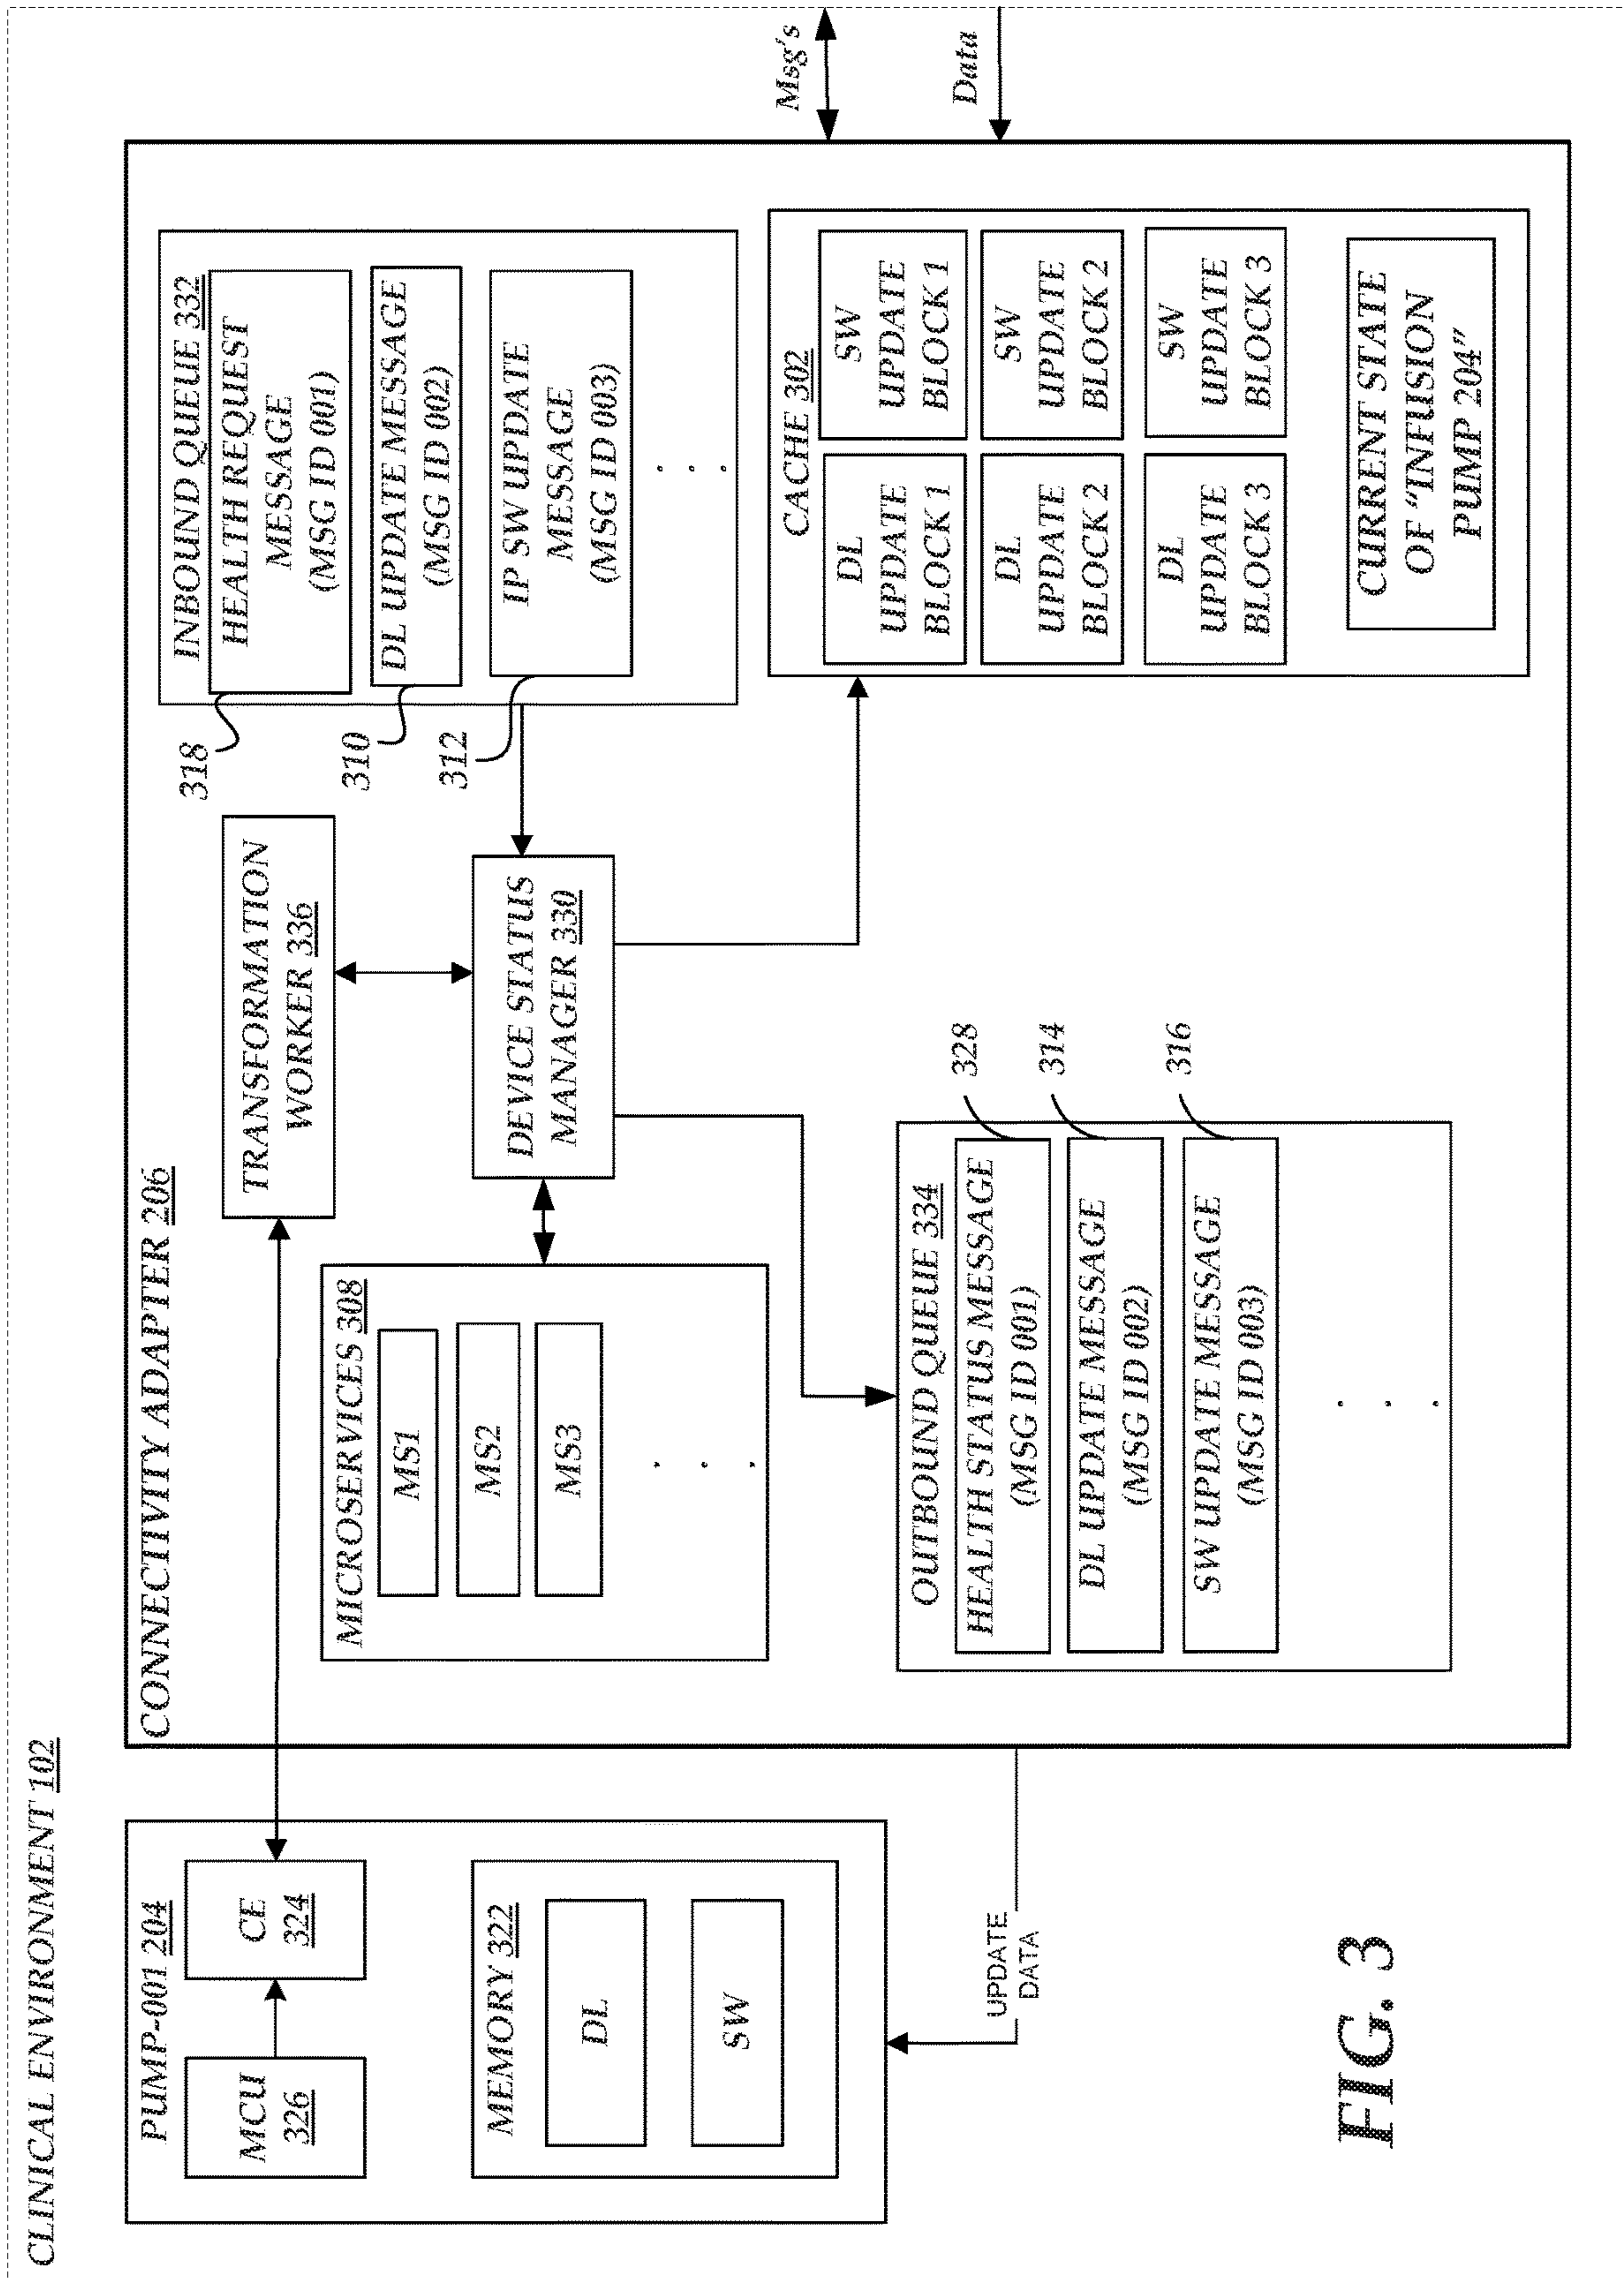 CLINICAL ENVIRONMENT 102
PUMP-001 204
MCU
326
CE
324
MEMORY 322
DL
SW
UPDATE
DATA
CONNECTIVITY ADAPTER 206
TRANSFORMATION
WORKER 336
MICROSERVICES 308
MS1
MS2
MS3
.
.
.
DEVICE STATUS
MANAGER 330
OUTBOUND QUEUE 334
HEALTH STATUS MESSAGE
(MSG ID 001)
DL UPDATE MESSAGE
(MSG ID 002)
SW UPDATE MESSAGE
(MSG ID 003)
.
.
.
328
314
316
INBOUND QUEUE 332
HEALTH REQUEST
MESSAGE
(MSG ID 001)
DL UPDATE MESSAGE
(MSG ID 002)
IP SW UPDATE
MESSAGE
(MSG ID 003)
.
.
.
318
310
312
CACHE 302
DL
UPDATE
BLOCK 1
SW
UPDATE
BLOCK 1
DL
UPDATE
BLOCK 2
SW
UPDATE
BLOCK 2
DL
UPDATE
BLOCK 3
SW
UPDATE
BLOCK 3
CURRENT STATE
OF "INFUSION
PUMP 204"
Msg's
Data
FIG. 3